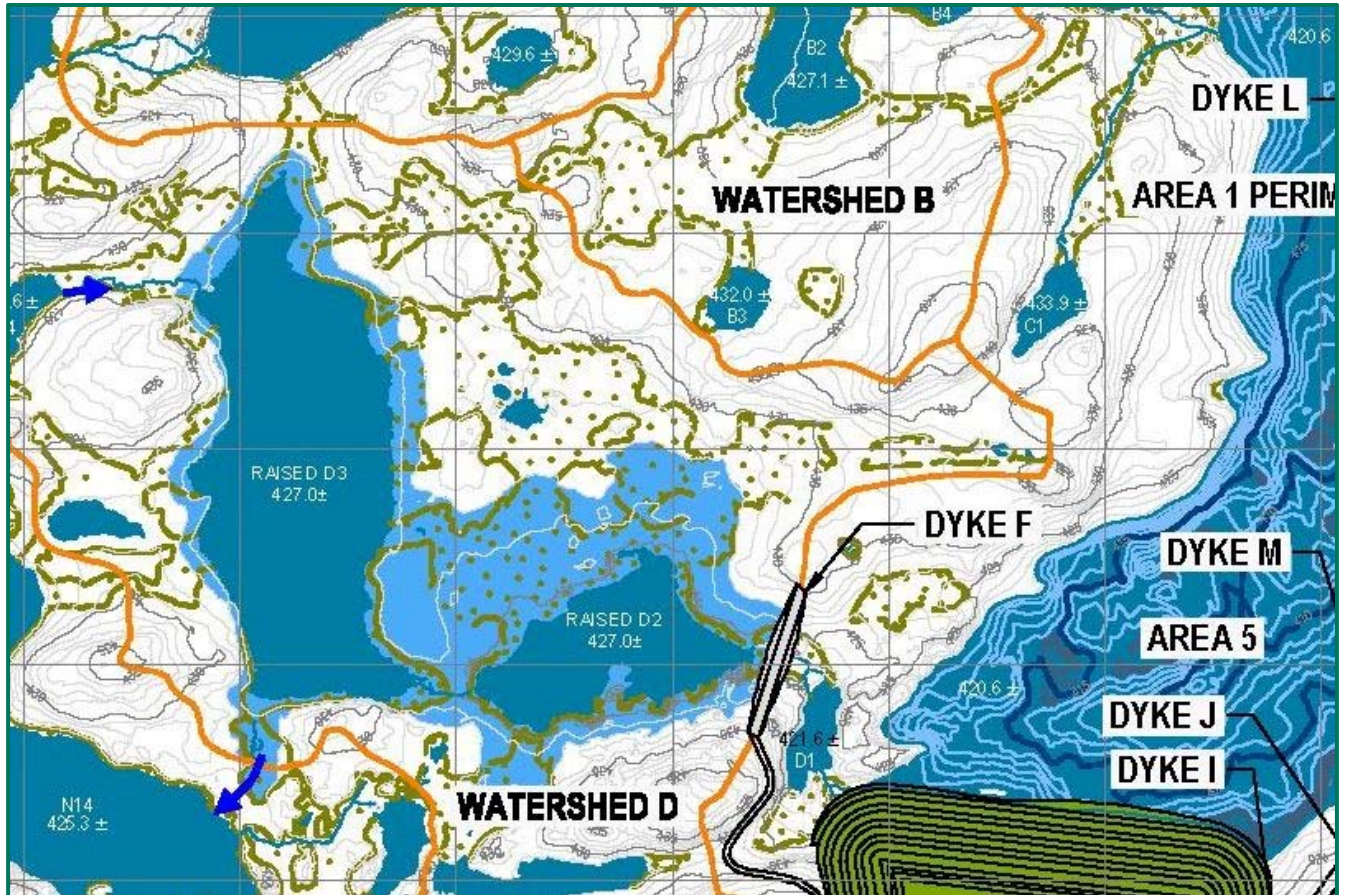 B4
420.6
429.6 ±
B2
427.1 ±
DYKE L
WATERSHED B
AREA 1 PERIM
.6 ±
4
432.0 ±
B3
433.9 ±
C1
RAISED D3
427.0±
DYKE F
DYKE M
RAISED D2
427.0±
AREA 5
420.6 ±
DYKE J
421.6 ±
D1
DYKE I
N14
425.3 ±
WATERSHED D